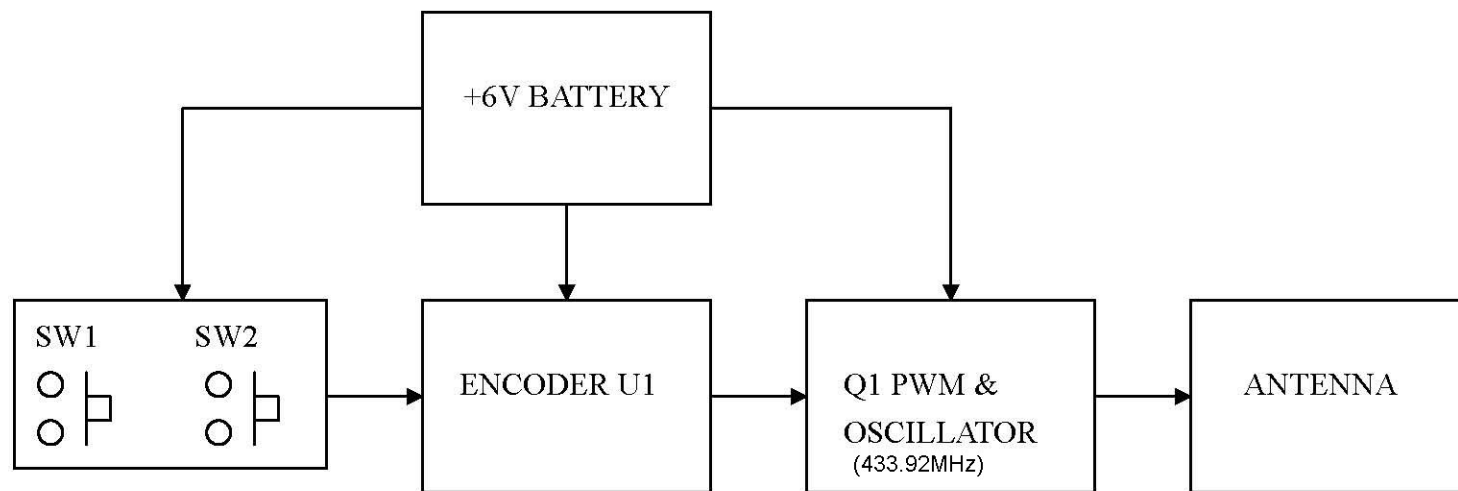 +6V BATTERY
SW1 SW2
ENCODER U1
Q1 PWM &
OSCILLATOR
(433.92MHz)
ANTENNA